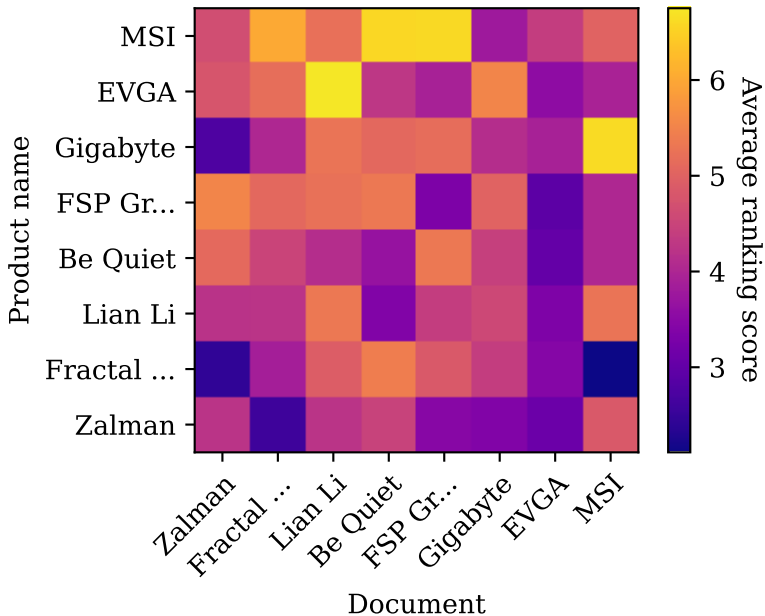 Product name
MSI
EVGA
Gigabyte
FSP Gr...
Be Quiet
Lian Li
Fractal ...
Zalman
Zalman
Fractal ...
Lian Li
Be Quiet
FSP Gr...
Gigabyte
EVGA
MSI
Document
6
5
4
3
Average ranking score